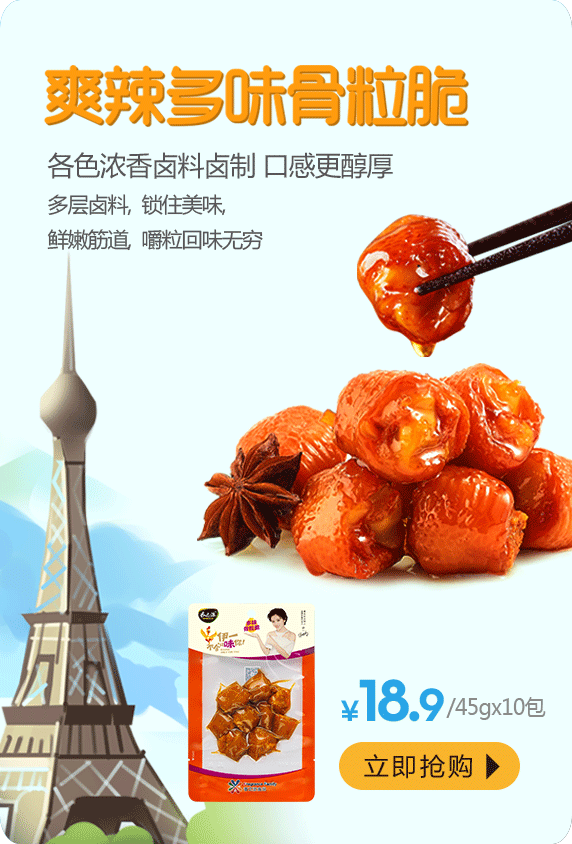 爽辣多味骨粒脆
各色浓香卤料卤制 口感更醇厚
多层卤料, 锁住美味,
鲜嫩筋道, 嚼粒回味无穷
¥18.9/45gx10包
立即抢购